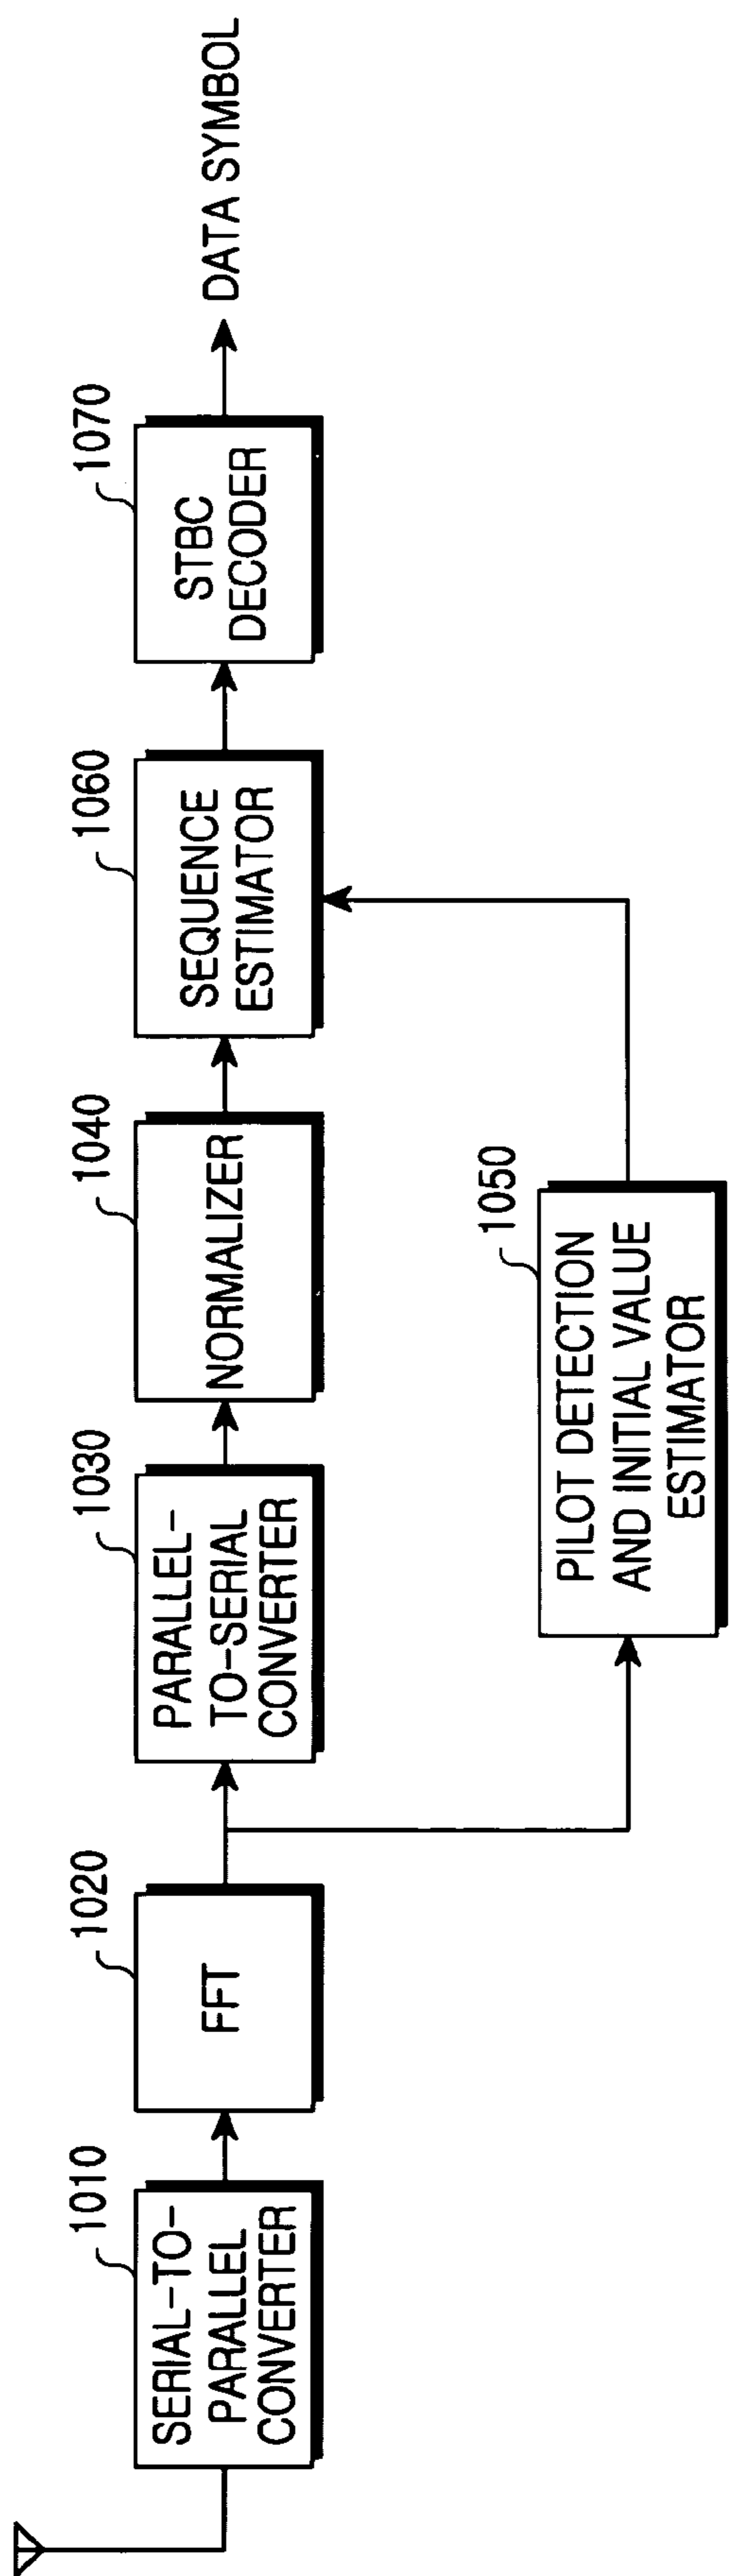 1010
SERIAL-TO-
PARALLEL
CONVERTER
1020
FFT
1030
PARALLEL-
TO-SERIAL
CONVERTER
1040
NORMALIZER
1050
PILOT DETECTION
AND INITIAL VALUE
ESTIMATOR
1060
SEQUENCE
ESTIMATOR
1070
STBC
DECODER
DATA SYMBOL